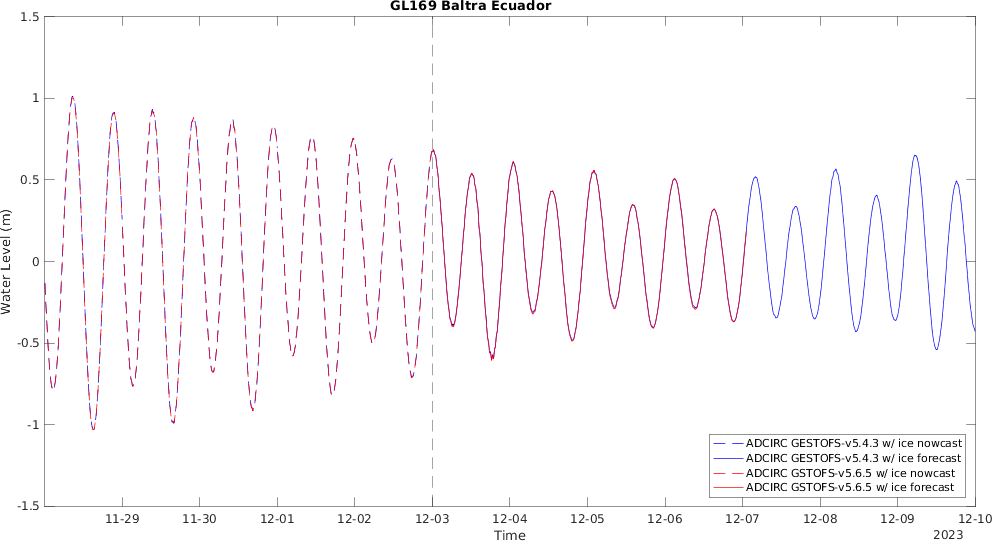 GL169 Baltra Ecuador
1.5
1
0.5
0
-0.5
-1
-1.5
Water Level (m)
ADCIRC GESTOFS-v5.4.3 w/ ice nowcast
ADCIRC GESTOFS-v5.4.3 w/ ice forecast
ADCIRC GSTOFS-v5.6.5 w/ ice nowcast
ADCIRC GSTOFS-v5.6.5 w/ ice forecast
11-29 11-30 12-01 12-02 12-03 12-04 12-05 12-06 12-07 12-08 12-09 12-10
Time
2023